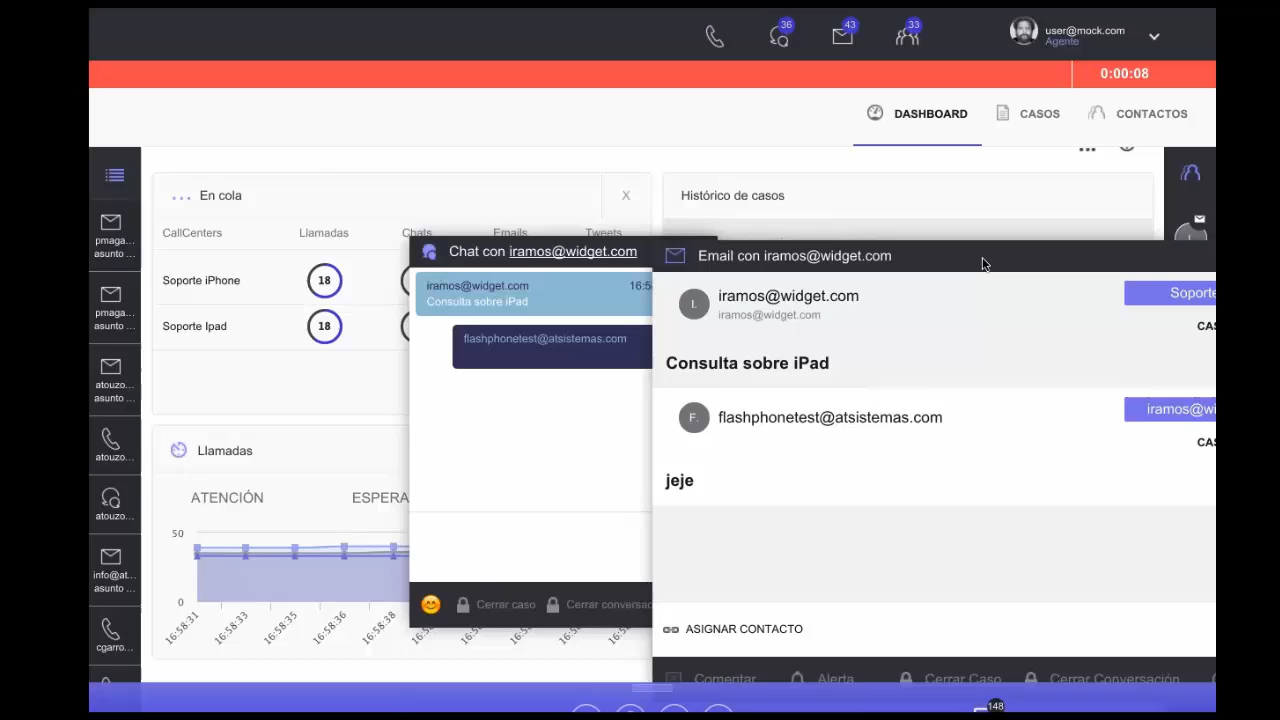 36
43
33
user@mock.com
Agente
0:00:08
DASHBOARD
CASOS
CONTACTOS
En cola
X
Histórico de casos
CallCenters
Llamadas
Chats
Emails
Tweets
Soporte iPhone
18
Soporte Ipad
18
pmaga...
asunto ...
pmaga...
asunto ...
atouzo...
asunto ...
atouzo...
atouzo...
info@at...
asunto ...
cgarro...
Chat con iramos@widget.com
iramos@widget.com
16:5
Consulta sobre iPad
flashphonetest@atsistemas.com
Cerrar caso
Cerrar conversac
Email con iramos@widget.com
I.
iramos@widget.com
iramos@widget.com
Soporte
CAS
Consulta sobre iPad
F.
flashphonetest@atsistemas.com
iramos@wi
CAS
jeje
ASIGNAR CONTACTO
Comentar
Alerta
Cerrar Caso
Cerrar Conversación
Llamadas
ATENCIÓN
ESPERA
50
0
16:58:31
16:58:33
16:58:35
16:58:36
16:58:38
148